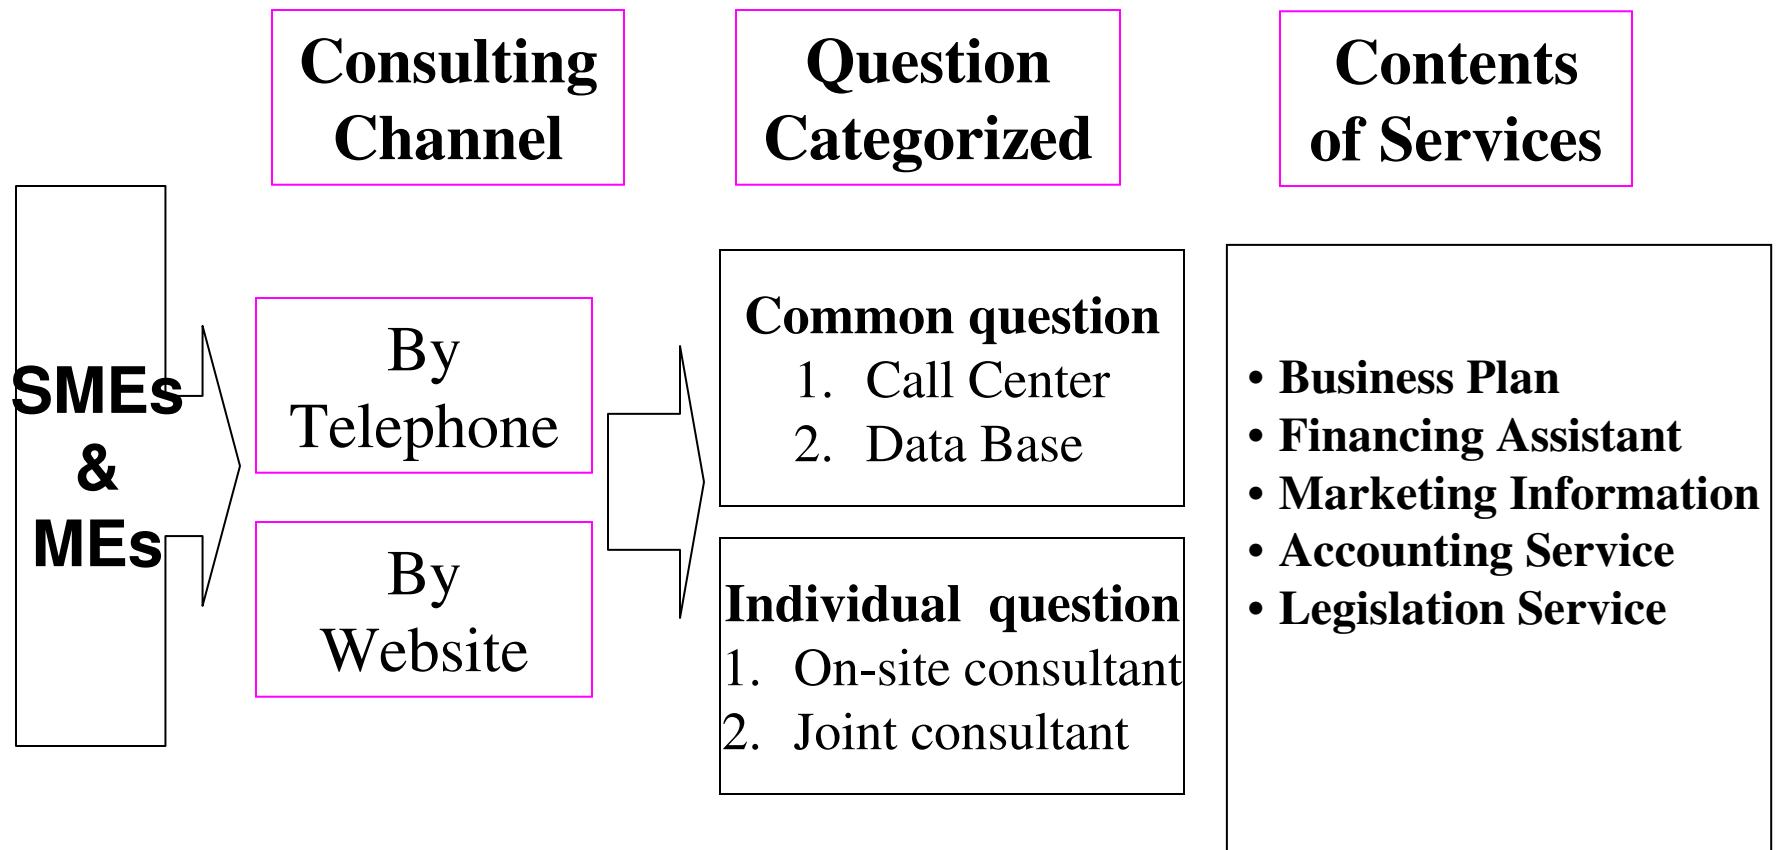 Consulting
Channel
Question
Categorized
Contents
of Services
SMEs
&
MEs
By
Telephone
By
Website
Common question
1. Call Center
2. Data Base
Individual question
1. On-site consultant
2. Joint consultant
• Business Plan
• Financing Assistant
• Marketing Information
• Accounting Service
• Legislation Service